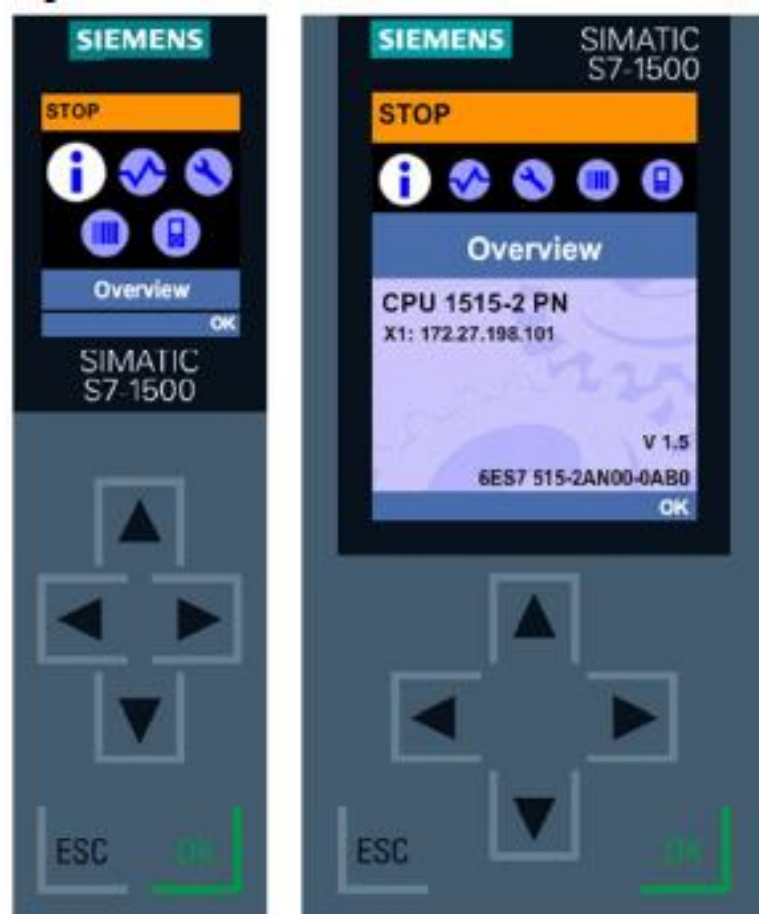 SIEMENS
STOP
Overview
OK
SIMATIC
S7-1500
ESC
OK
SIEMENS
SIMATIC
S7-1500
STOP
Overview
CPU 1515-2 PN
X1: 172.27.198.101
V 1.5
6ES7 515-2AN00-0AB0
OK
ESC
OK